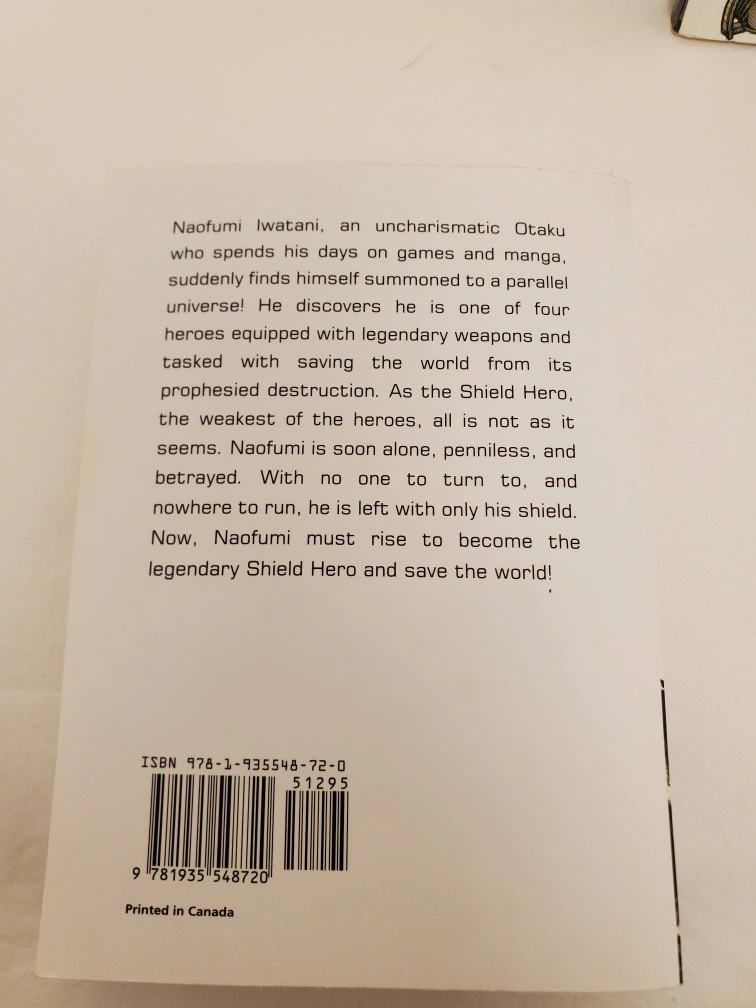 Naofumi Iwatani, an uncharismatic Otaku
who spends his days on games and manga,
suddenly finds himself summoned to a parallel
universe! He discovers he is one of four
heroes equipped with legendary weapons and
tasked with saving the world from its
prophesied destruction. As the Shield Hero,
the weakest of the heroes, all is not as it
seems. Naofumi is soon alone, penniless, and
betrayed. With no one to turn to, and
nowhere to run, he is left with only his shield.
Now, Naofumi must rise to become the
legendary Shield Hero and save the world!
ISBN 978-1-935548-72-0
51295
9 781935 548720
Printed in Canada